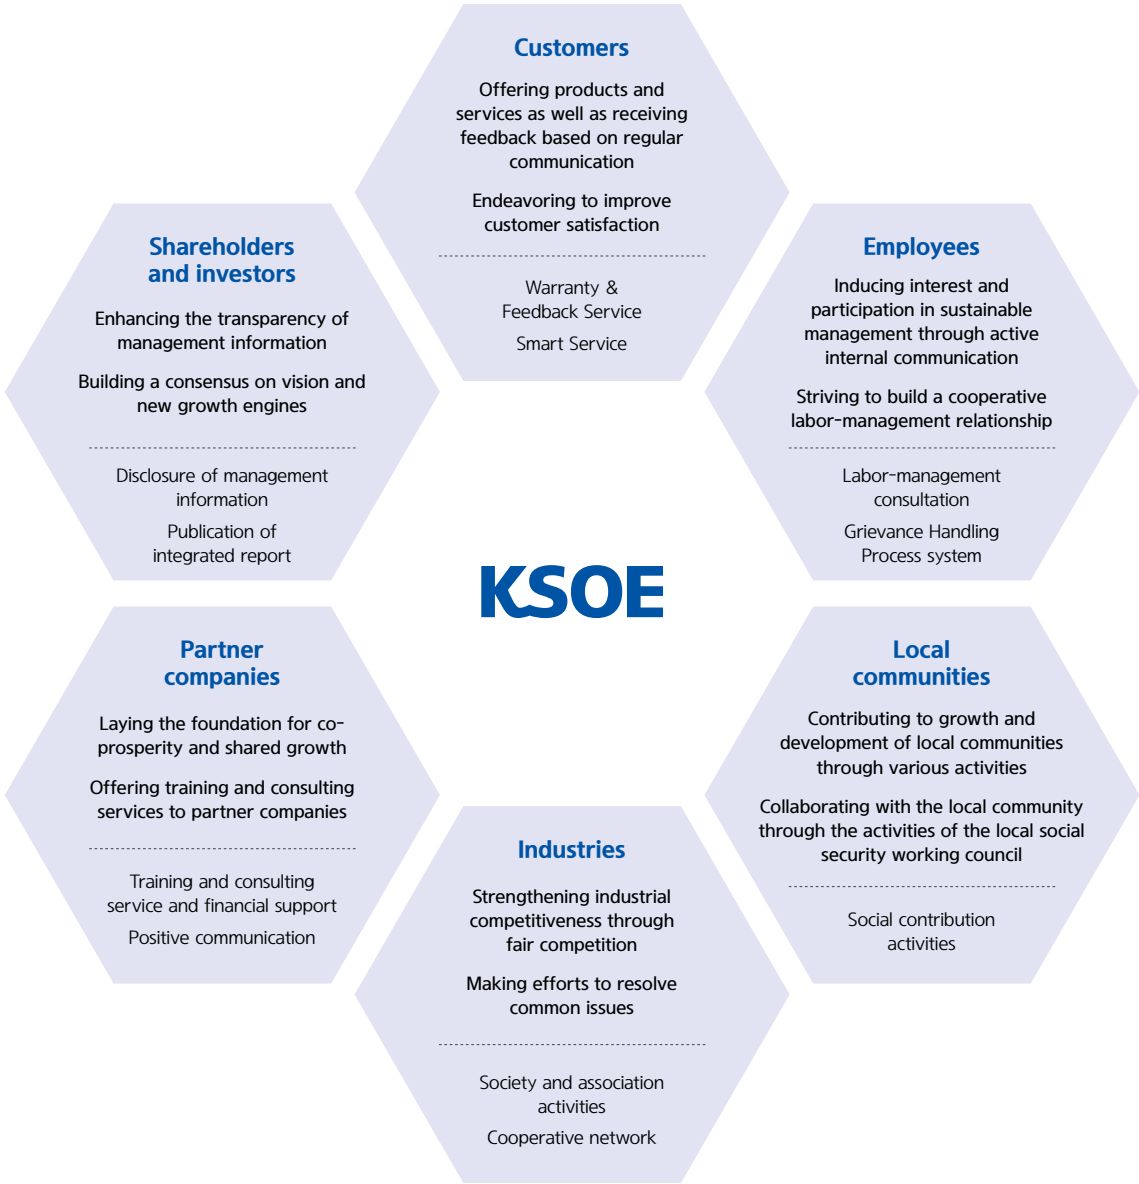 Customers
Offering products and
services as well as receiving
feedback based on regular
communication
Endeavoring to improve
customer satisfaction
Warranty &
Feedback Service
Smart Service
Shareholders
and investors
Enhancing the transparency of
management information
Building a consensus on vision and
new growth engines
Disclosure of management
information
Publication of
integrated report
Employees
Inducing interest and
participation in sustainable
management through active
internal communication
Striving to build a cooperative
labor-management relationship
Labor-management
consultation
Grievance Handling
Process system
KSOE
Partner
companies
Laying the foundation for co-
prosperity and shared growth
Offering training and consulting
services to partner companies
Training and consulting
service and financial support
Positive communication
Local
communities
Contributing to growth and
development of local communities
through various activities
Collaborating with the local community
through the activities of the local social
security working council
Social contribution
activities
Industries
Strengthening industrial
competitiveness through
fair competition
Making efforts to resolve
common issues
Society and association
activities
Cooperative network